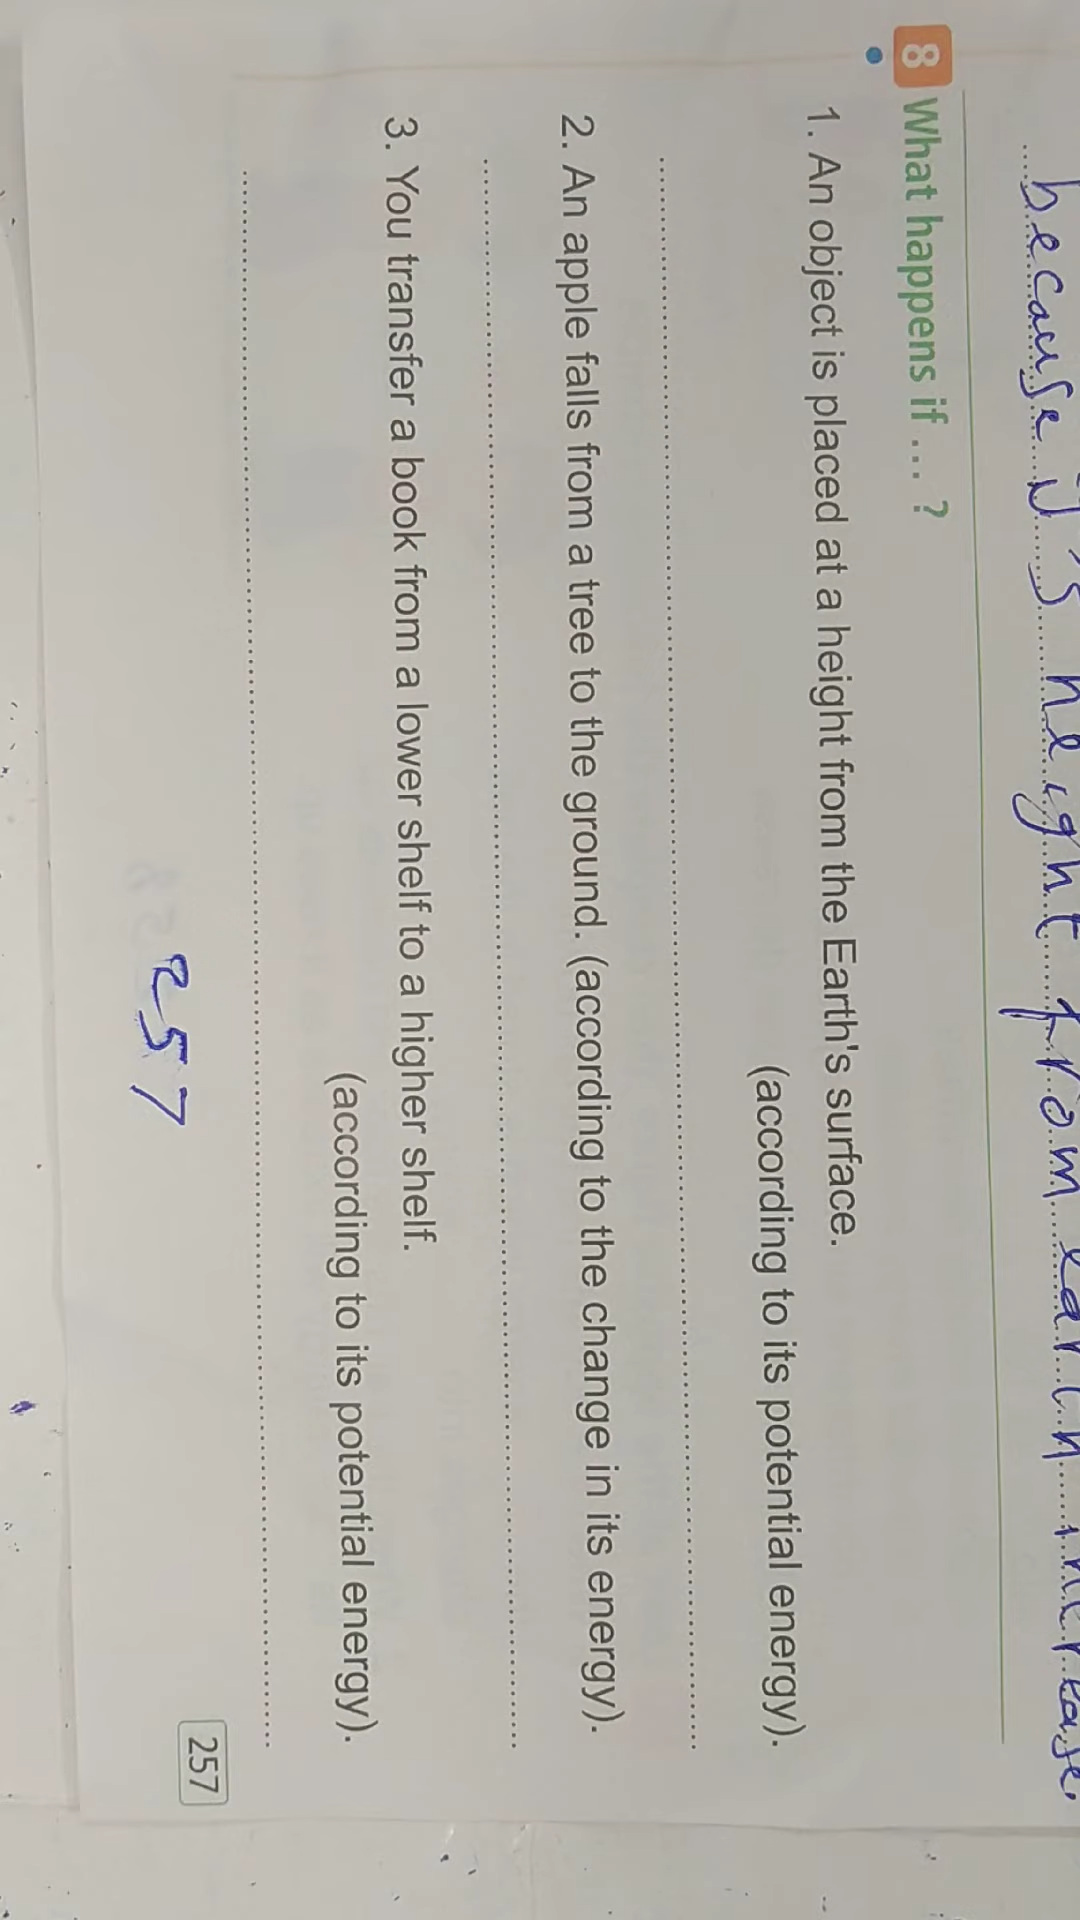 because it's height from earth increase.
8 What happens if ... ?
1. An object is placed at a height from the Earth's surface.
(according to its potential energy).
2. An apple falls from a tree to the ground. (according to the change in its energy).
3. You transfer a book from a lower shelf to a higher shelf.
(according to its potential energy).
257
257